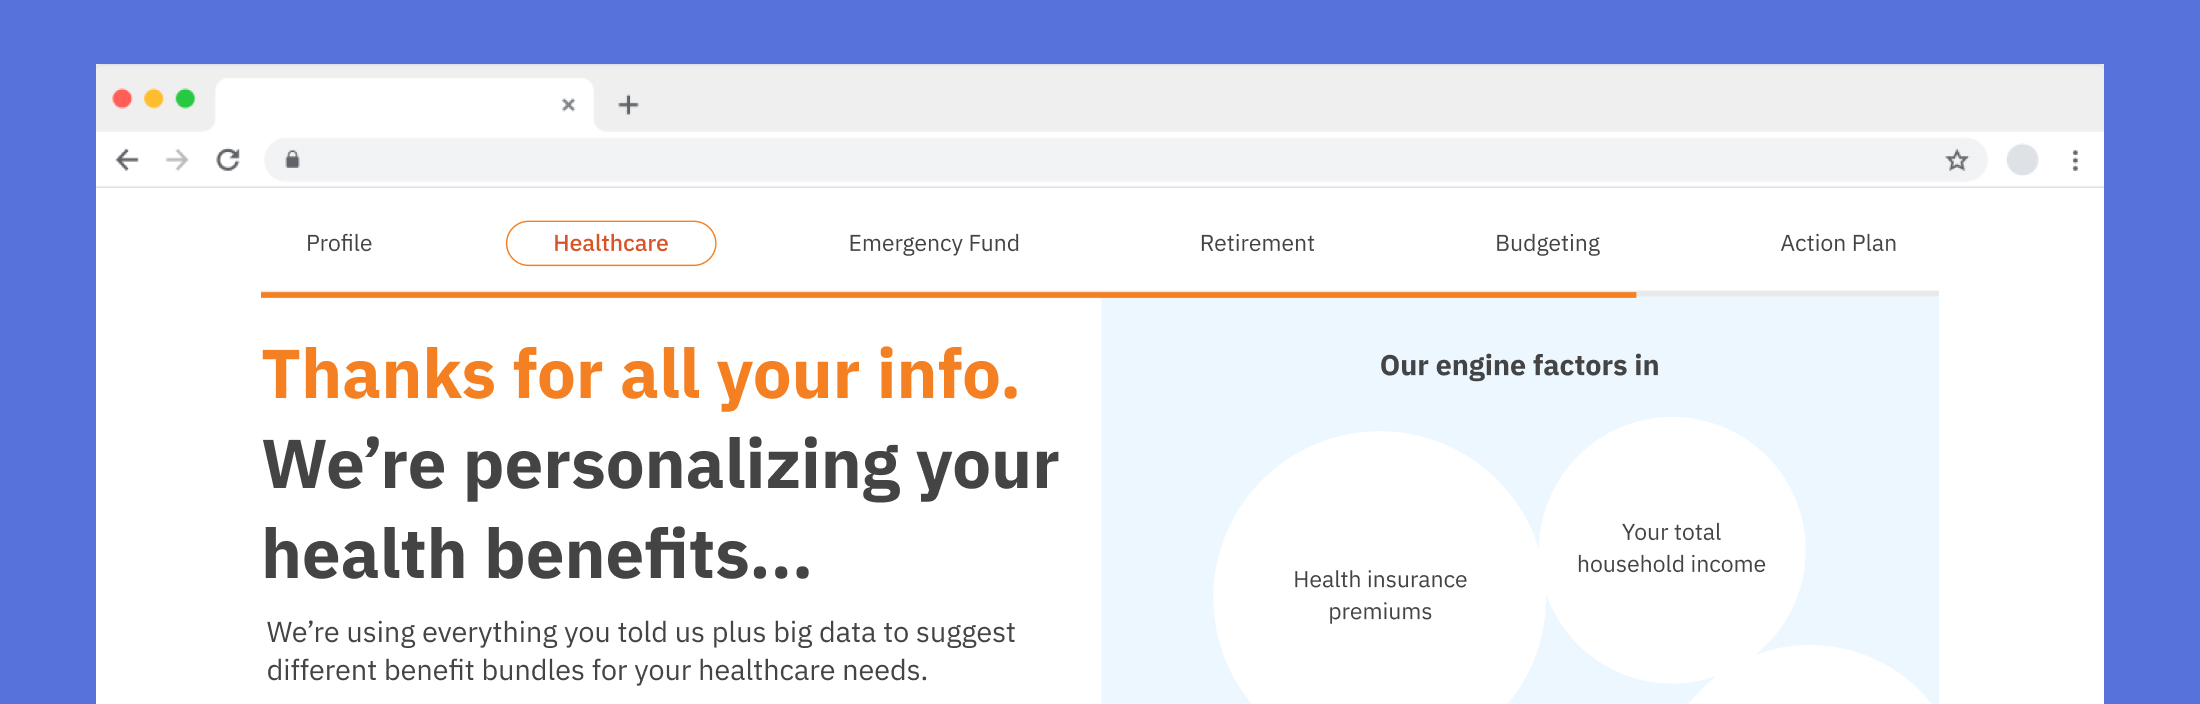 Profile
Healthcare
Emergency Fund
Retirement
Budgeting
Action Plan
Thanks for all your info.
We’re personalizing your
health benefits...
We’re using everything you told us plus big data to suggest
different benefit bundles for your healthcare needs.
Our engine factors in
Health insurance
premiums
Your total
household income